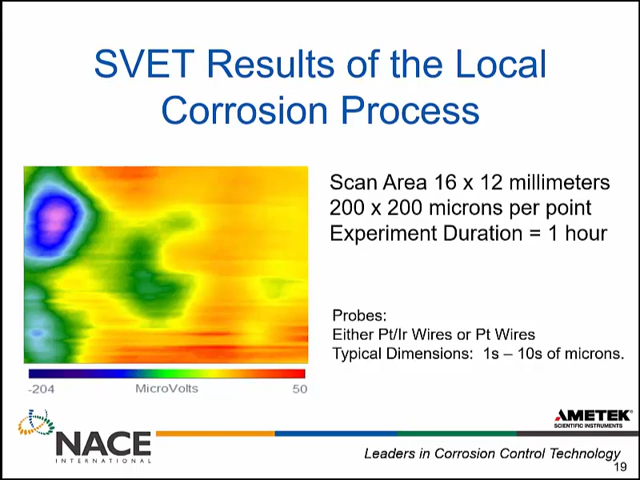 SVET Results of the Local
Corrosion Process
Scan Area 16 x 12 millimeters
200 x 200 microns per point
Experiment Duration = 1 hour
Probes:
Either Pt/Ir Wires or Pt Wires
Typical Dimensions: 1s – 10s of microns.
-204 MicroVolts 50
NACE
INTERNATIONAL
AMETEK®
SCIENTIFIC INSTRUMENTS
Leaders in Corrosion Control Technology
19